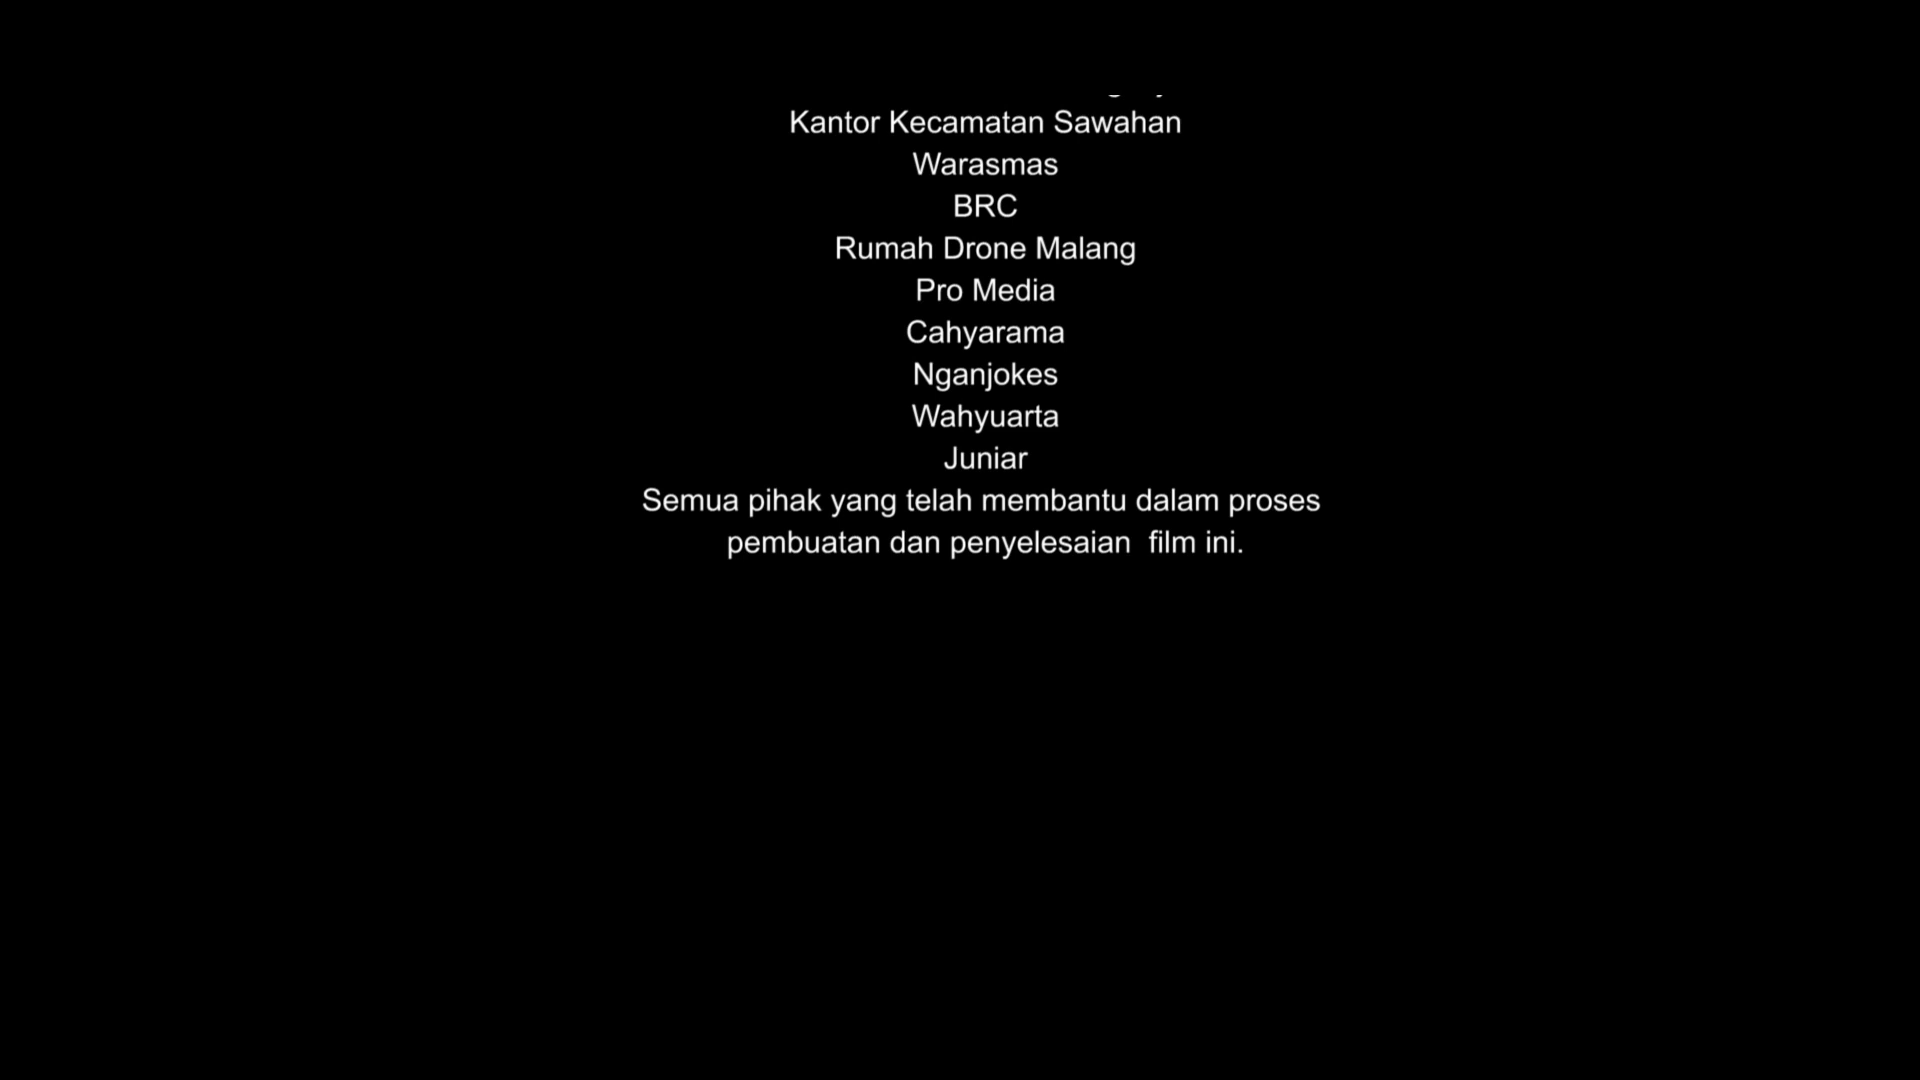 Kantor Kecamatan Sawahan
Warasmas
BRC
Rumah Drone Malang
Pro Media
Cahyarama
Nganjokes
Wahyuarta
Juniar
Semua pihak yang telah membantu dalam proses
pembuatan dan penyelesaian  film ini.